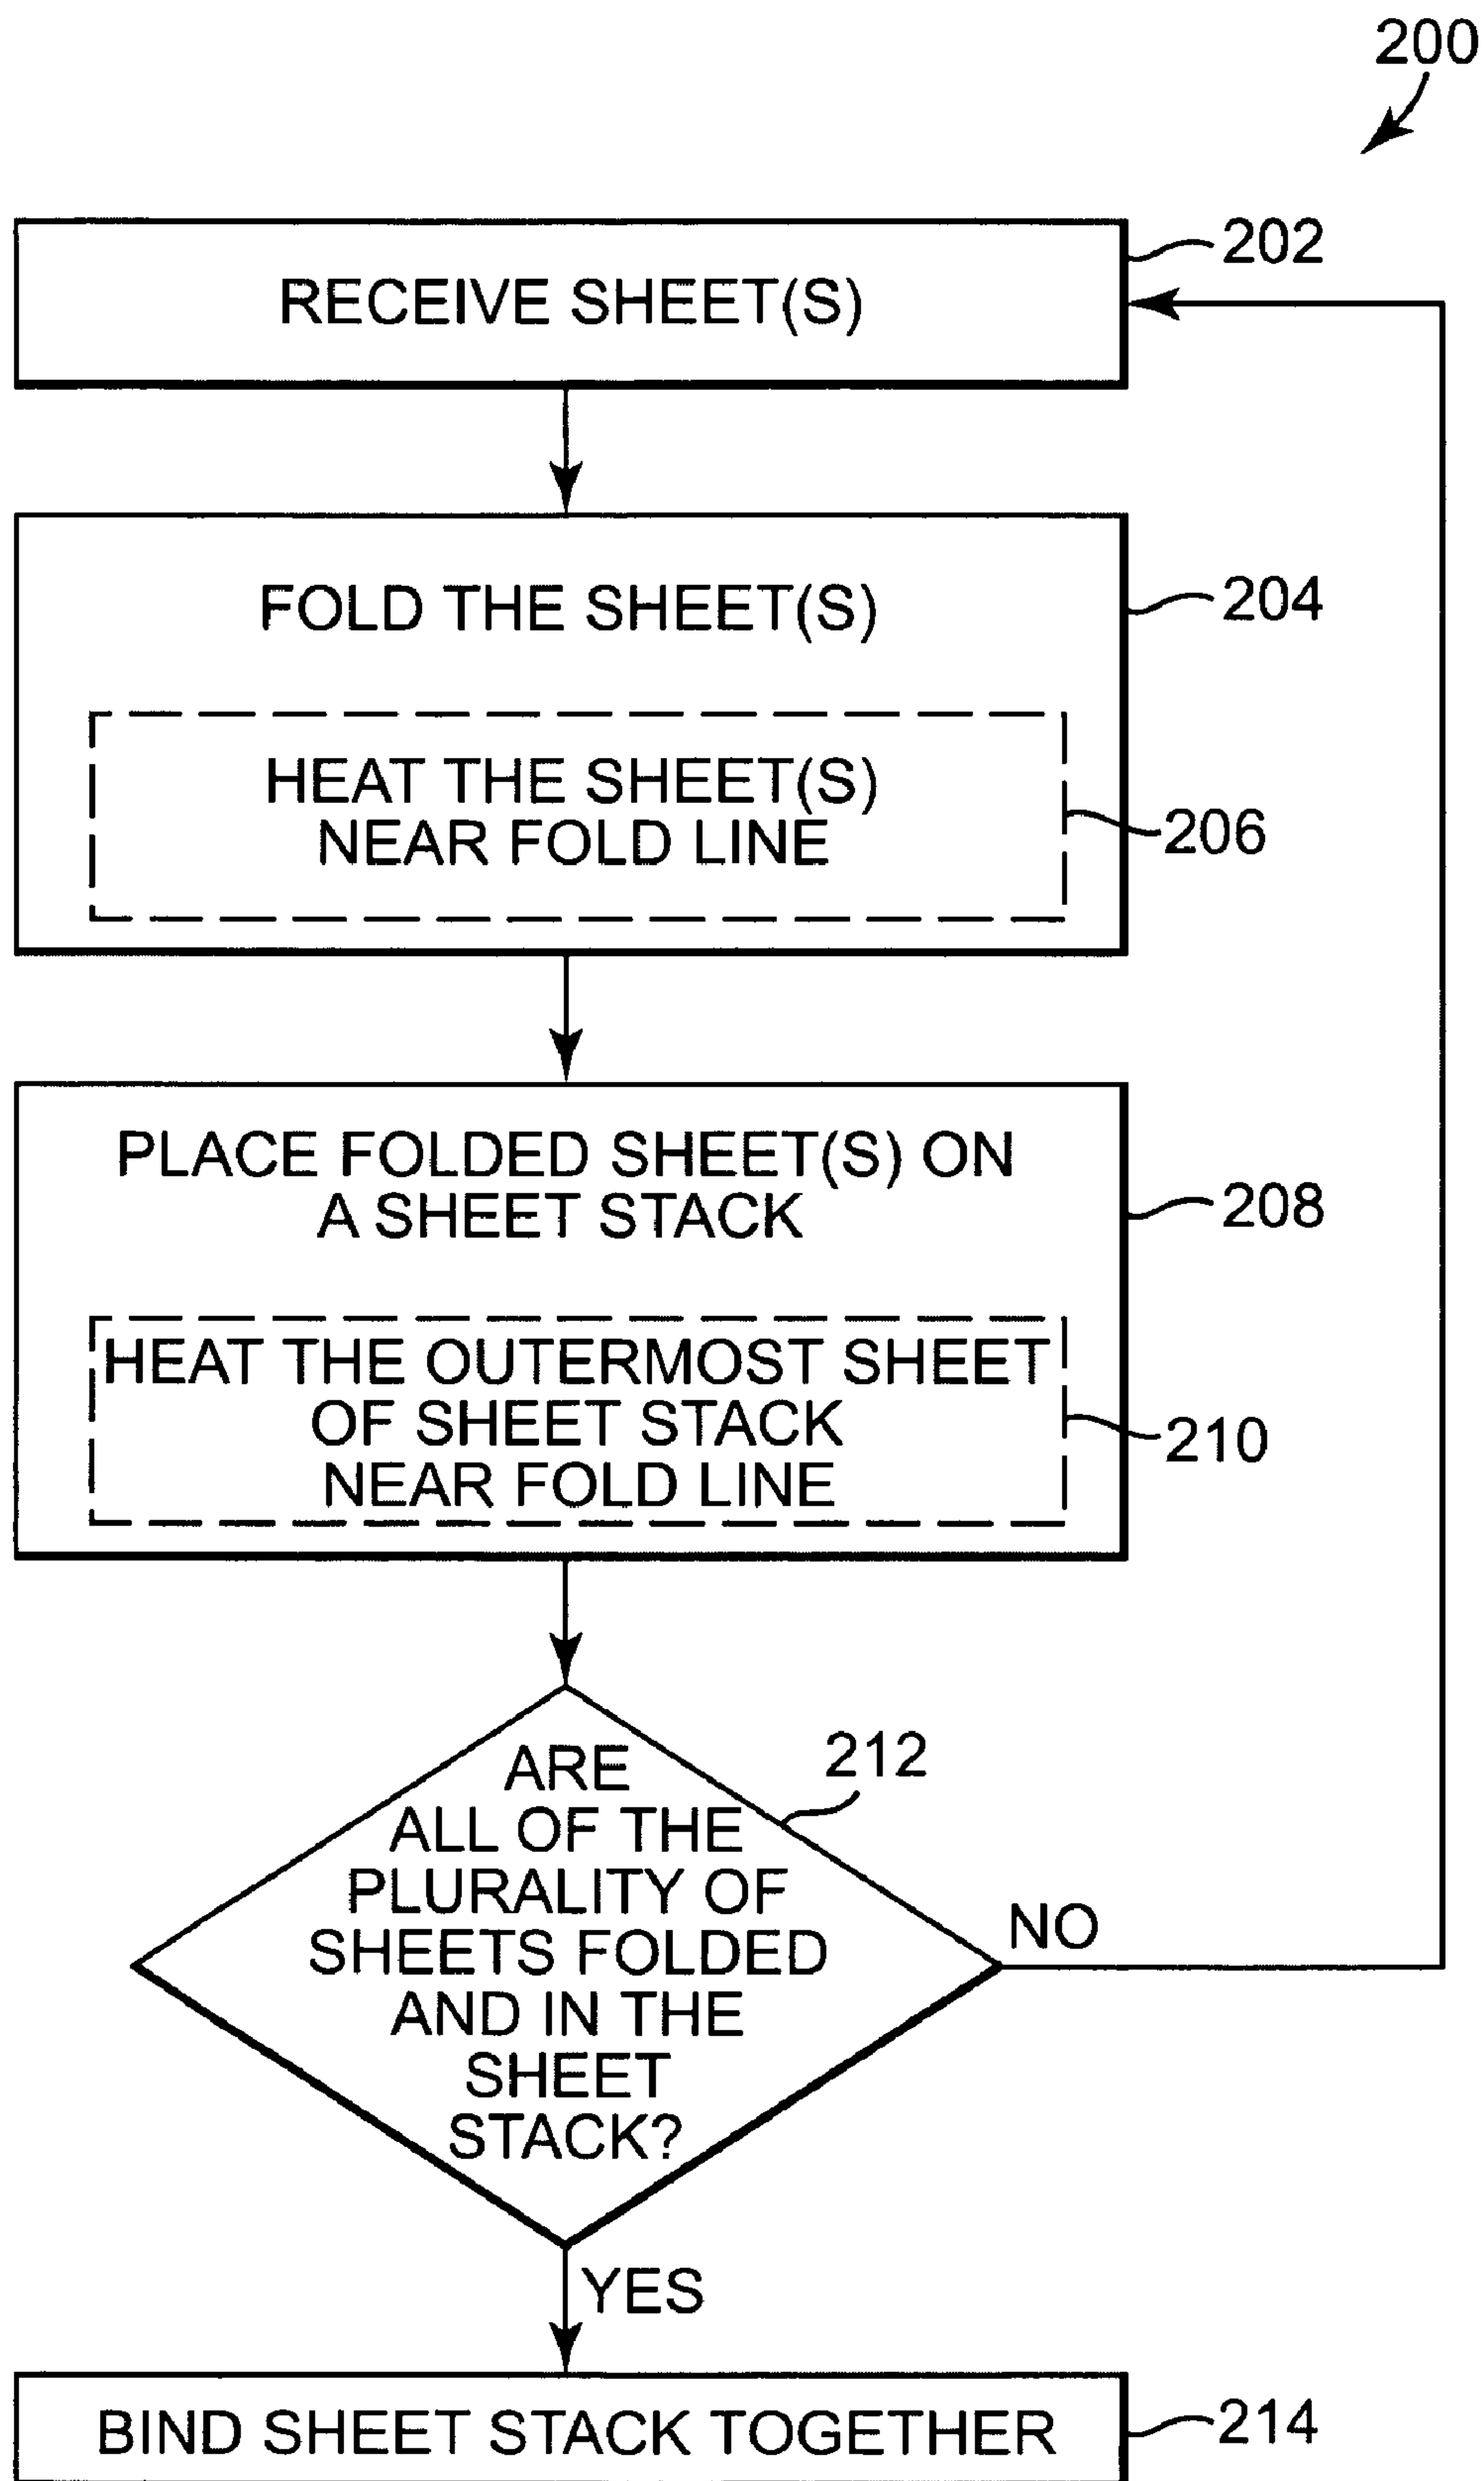 200
RECEIVE SHEET(S)
202
FOLD THE SHEET(S)
204
HEAT THE SHEET(S)
NEAR FOLD LINE
206
PLACE FOLDED SHEET(S) ON
A SHEET STACK
208
HEAT THE OUTERMOST SHEET
OF SHEET STACK
NEAR FOLD LINE
210
ARE
ALL OF THE
PLURALITY OF
SHEETS FOLDED
AND IN THE
SHEET
STACK?
212
NO
YES
BIND SHEET STACK TOGETHER
214